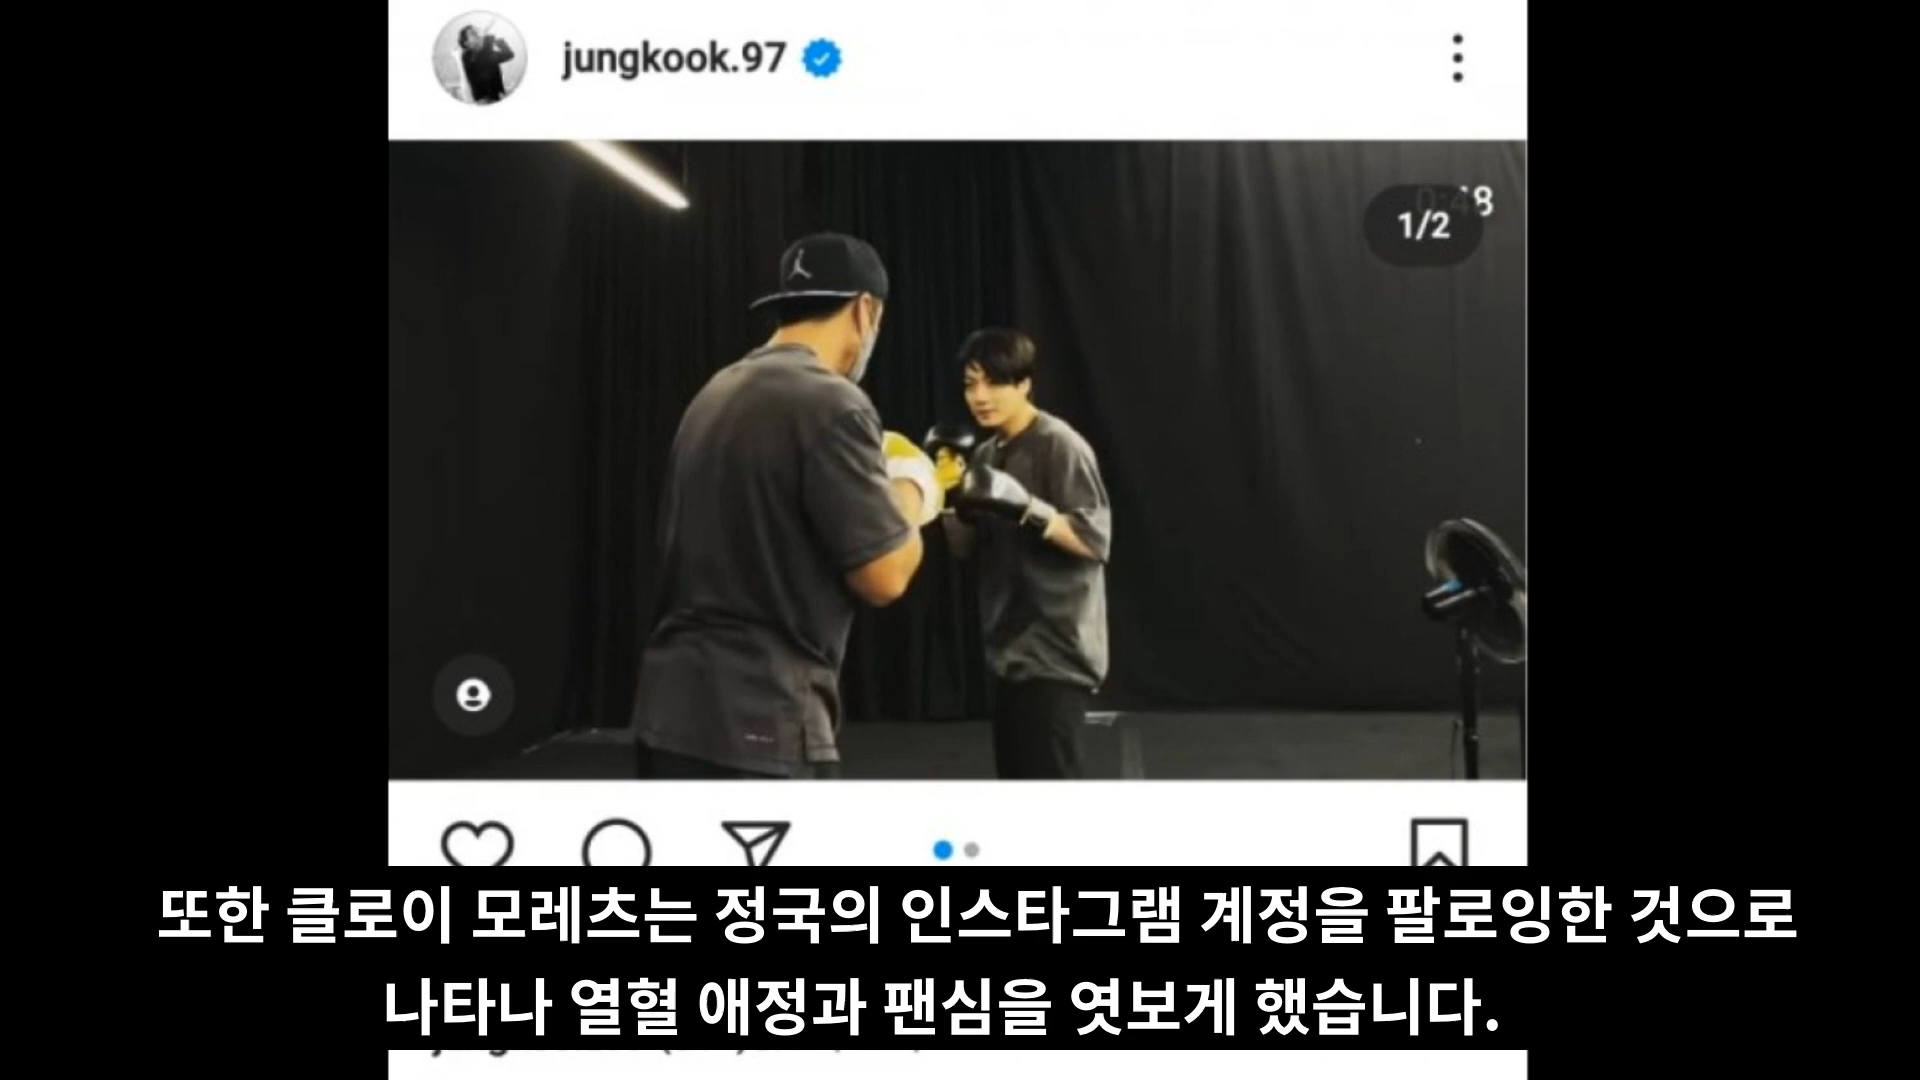 jungkook.97
1/2
또한 클로이 모레츠는 정국의 인스타그램 계정을 팔로잉한 것으로
나타나 열혈 애정과 팬심을 엿보게 했습니다.